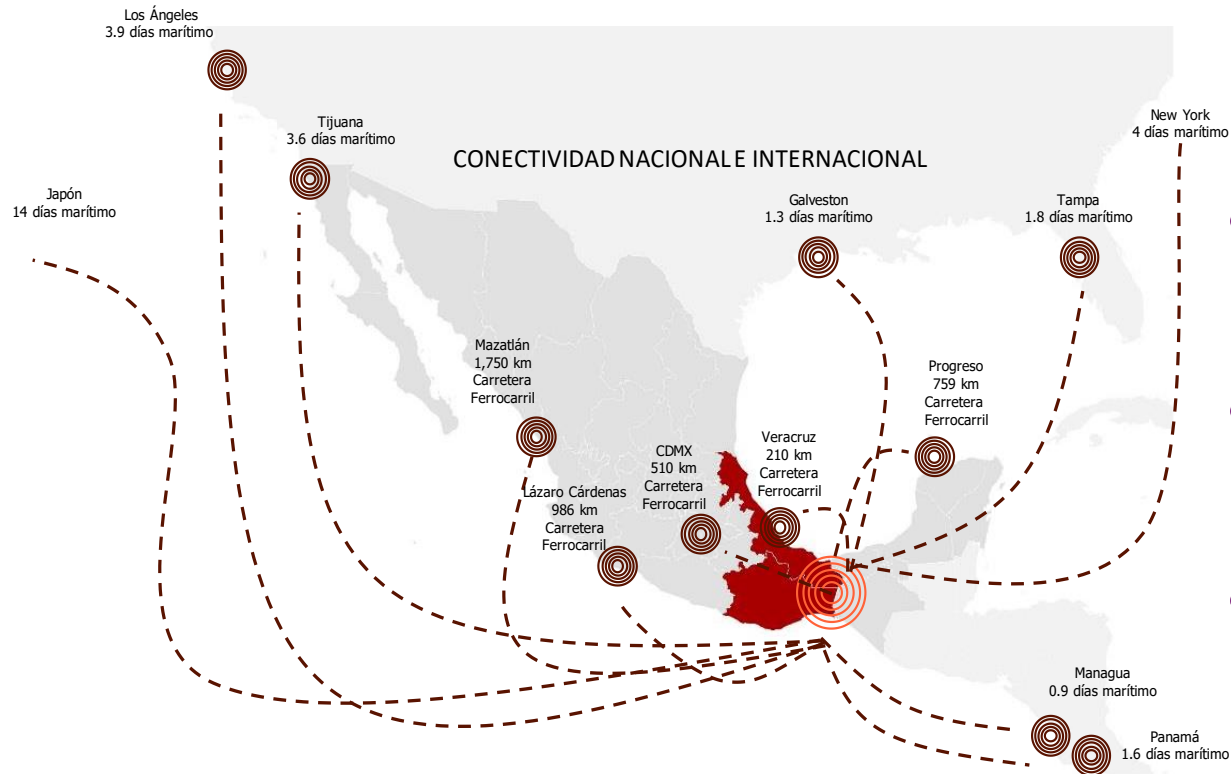 Los Ángeles
3.9 días marítimo
Tijuana
3.6 días marítimo
New York
4 días marítimo
CONECTIVIDAD NACIONAL E INTERNACIONAL
Japón
14 días marítimo
Galveston
1.3 días marítimo
Tampa
1.8 días marítimo
Mazatlán
1,750 km
Carretera
Ferrocarril
Progreso
759 km
Carretera
Ferrocarril
Veracruz
210 km
Carretera
Ferrocarril
CDMX
510 km
Carretera
Ferrocarril
Lázaro Cárdenas
986 km
Carretera
Ferrocarril
Managua
0.9 días marítimo
Panamá
1.6 días marítimo